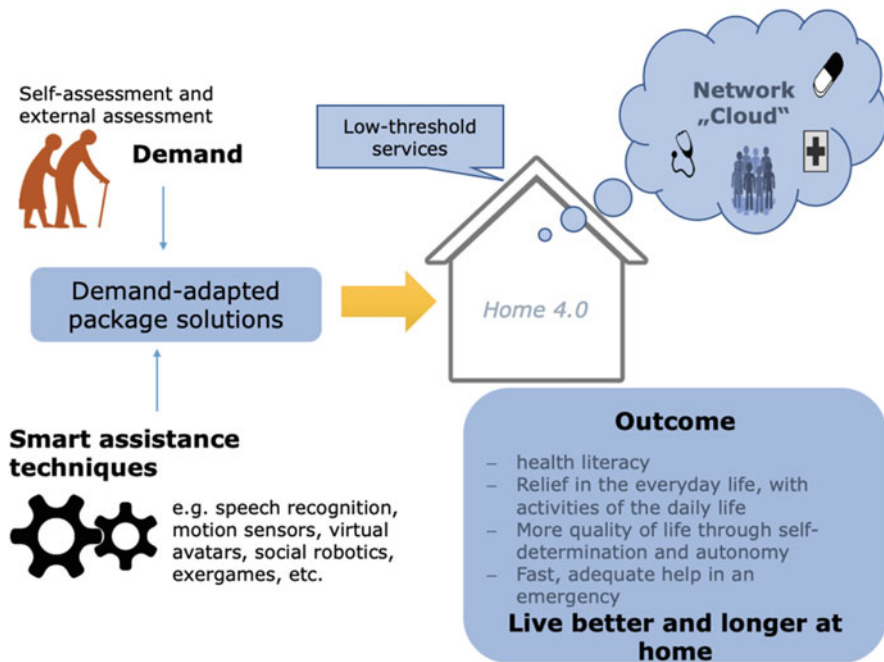 Self-assessment and
external assessment
Demand
Low-threshold
services
Network
„Cloud“
Demand-adapted
package solutions
Home 4.0
Smart assistance
techniques
e.g. speech recognition,
motion sensors, virtual
avatars, social robotics,
exergames, etc.
Outcome
– health literacy
– Relief in the everyday life, with
activities of the daily life
– More quality of life through self-
determination and autonomy
– Fast, adequate help in an
emergency
Live better and longer at
home